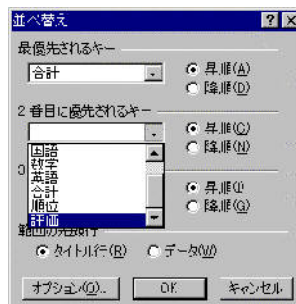 並べ替え
最優先されるキー
合計
昇順(A)
降順(D)
2 番目に優先されるキー
昇順(C)
降順(N)
国語
数学
英語
合計
順位
評価
3
昇順(I)
降順(G)
範囲の先頭行
タイトル行(R) データ(W)
オプション(O)... OK キャンセル